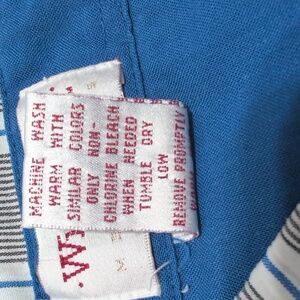 MACHINE WASH
WARM WITH
SIMILAR COLORS
ONLY NON-
CHLORINE BLEACH
WHEN NEEDED
TUMBLE DRY
LOW
REMOVE PROMPTLY